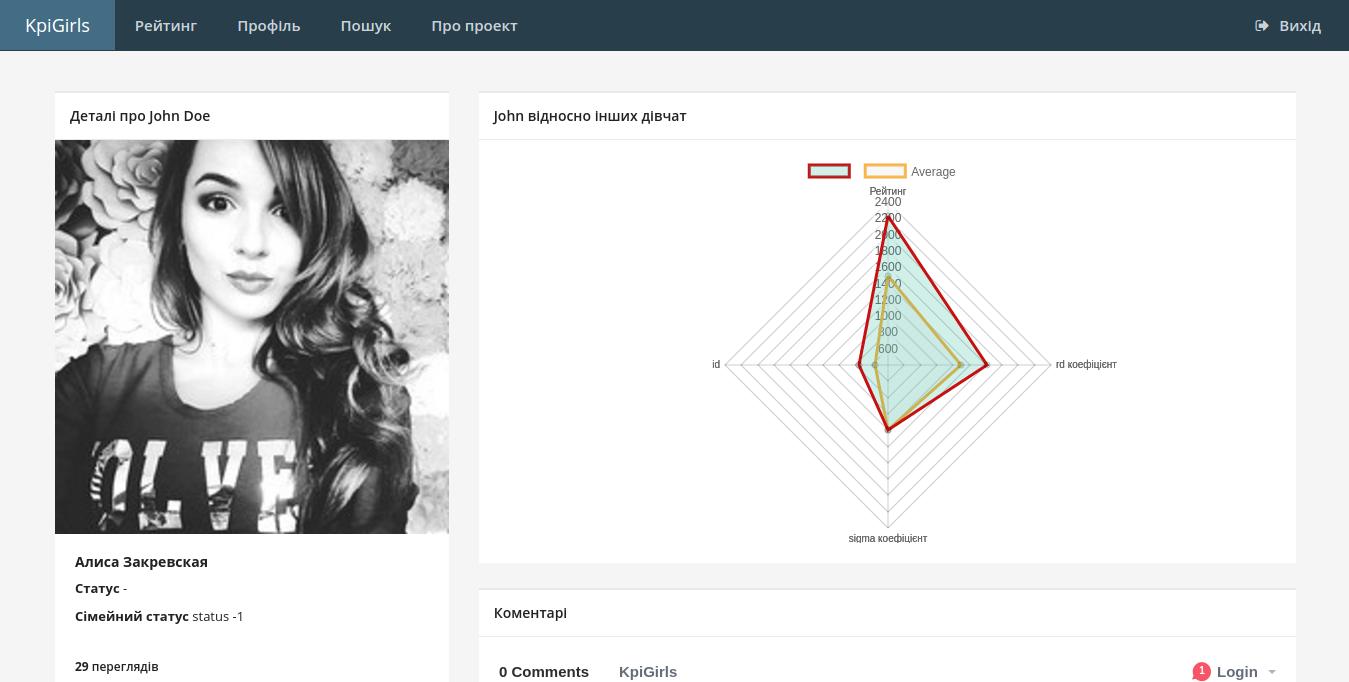 KpiGirls Рейтинг Профіль Пошук Про проект Вихід
Деталі про John Doe
OLVE
Алиса Закревская
Статус -
Сімейний статус status -1
29 переглядів
John відносно інших дівчат
Average
Рейтинг
2400
2200
2000
1800
1600
1400
1200
1000
800
600
id
rd коефіцієнт
sigma коефіцієнт
Коментарі
0 Comments KpiGirls 1 Login